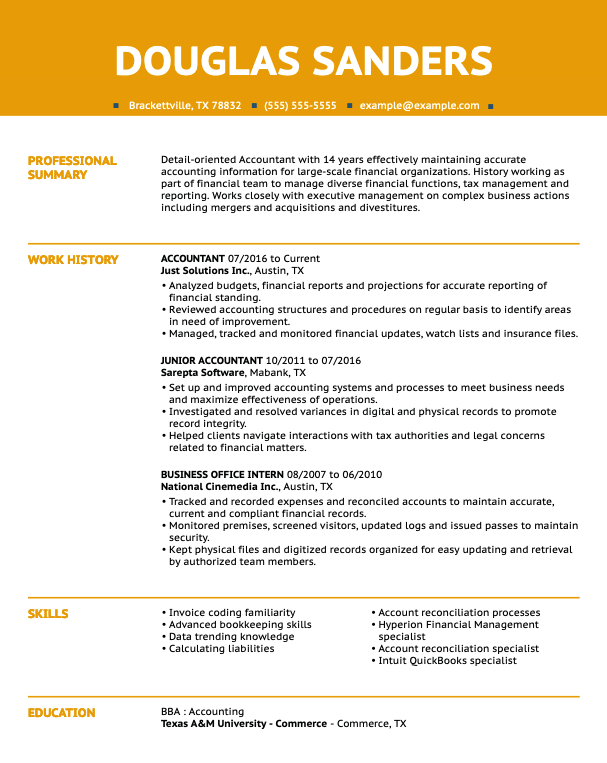 DOUGLAS SANDERS
▪ Brackettville, TX 78832 ▪ (555) 555-5555 ▪ example@example.com ▪
PROFESSIONAL
SUMMARY
Detail-oriented Accountant with 14 years effectively maintaining accurate
accounting information for large-scale financial organizations. History working as
part of financial team to manage diverse financial functions, tax management and
reporting. Works closely with executive management on complex business actions
including mergers and acquisitions and divestitures.
WORK HISTORY
ACCOUNTANT 07/2016 to Current
Just Solutions Inc., Austin, TX
• Analyzed budgets, financial reports and projections for accurate reporting of
financial standing.
• Reviewed accounting structures and procedures on regular basis to identify areas
in need of improvement.
• Managed, tracked and monitored financial updates, watch lists and insurance files.
JUNIOR ACCOUNTANT 10/2011 to 07/2016
Sarepta Software, Mabank, TX
• Set up and improved accounting systems and processes to meet business needs
and maximize effectiveness of operations.
• Investigated and resolved variances in digital and physical records to promote
record integrity.
• Helped clients navigate interactions with tax authorities and legal concerns
related to financial matters.
BUSINESS OFFICE INTERN 08/2007 to 06/2010
National Cinemedia Inc., Austin, TX
• Tracked and recorded expenses and reconciled accounts to maintain accurate,
current and compliant financial records.
• Monitored premises, screened visitors, updated logs and issued passes to maintain
security.
• Kept physical files and digitized records organized for easy updating and retrieval
by authorized team members.
SKILLS
• Invoice coding familiarity
• Advanced bookkeeping skills
• Data trending knowledge
• Calculating liabilities
• Account reconciliation processes
• Hyperion Financial Management
specialist
• Account reconciliation specialist
• Intuit QuickBooks specialist
EDUCATION
BBA : Accounting
Texas A&M University - Commerce - Commerce, TX